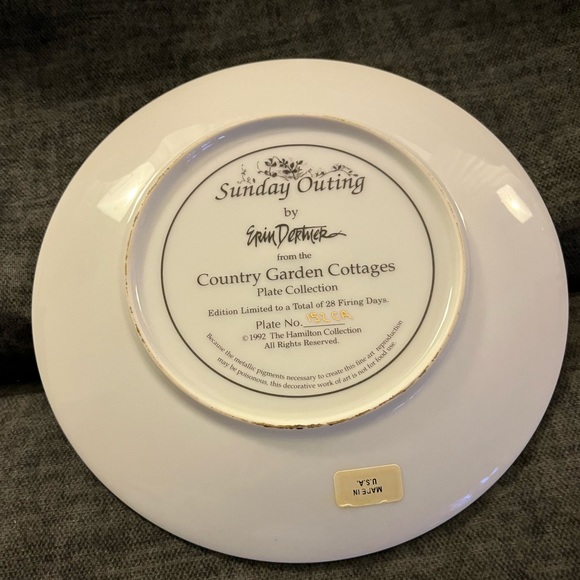 Sunday Outing
by
Erin Dertner
from the
Country Garden Cottages
Plate Collection
Edition Limited to a Total of 28 Firing Days.
Plate No.
©1992 The Hamilton Collection
All Rights Reserved.
Because the metallic pigments necessary to create this fine art reproduction
may be poisonous, this decorative work of art is not for food use.
MADE IN
U.S.A.